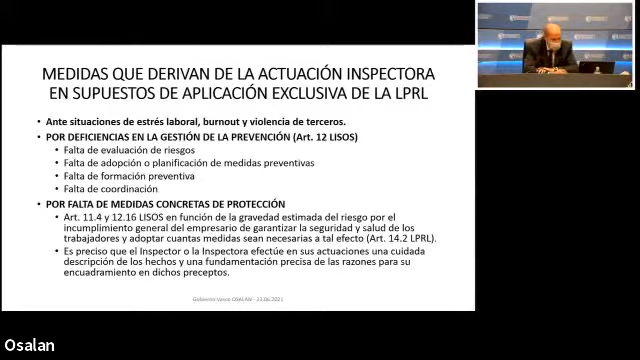 MEDIDAS QUE DERIVAN DE LA ACTUACIÓN INSPECTORA
EN SUPUESTOS DE APLICACIÓN EXCLUSIVA DE LA LPRL
• Ante situaciones de estrés laboral, burnout y violencia de terceros.
• POR DEFICIENCIAS EN LA GESTIÓN DE LA PREVENCIÓN (Art. 12 LISOS)
• Falta de evaluación de riesgos
• Falta de adopción o planificación de medidas preventivas
• Falta de formación preventiva
• Falta de coordinación
• POR FALTA DE MEDIDAS CONCRETAS DE PROTECCIÓN
• Art. 11.4 y 12.16 LISOS en función de la gravedad estimada del riesgo por el
incumplimiento general del empresario de garantizar la seguridad y salud de los
trabajadores y adoptar cuantas medidas sean necesarias a tal efecto (Art. 14.2 LPRL).
• Es preciso que el Inspector o la Inspectora efectúe en sus actuaciones una cuidada
descripción de los hechos y una fundamentación precisa de las razones para su
encuadramiento en dichos preceptos.
Gobierno Vasco OSALAN - 22.06.2021
Osalan